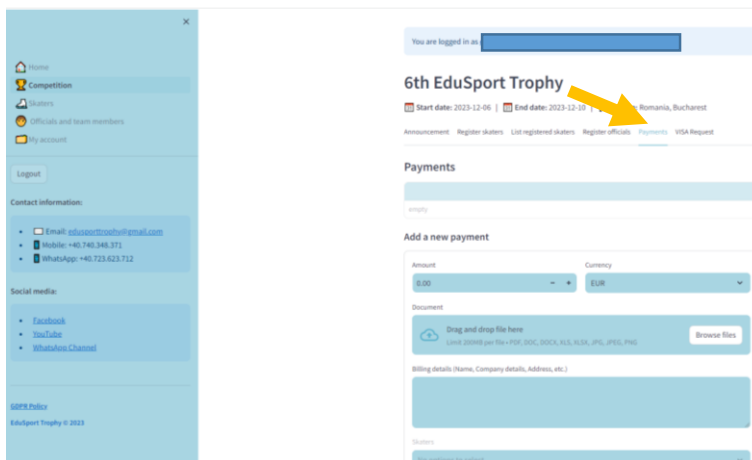 ×
Home
Competition
Skaters
Officials and team members
My account
Logout
Contact information:
Email: edusporttrophy@gmail.com
Mobile: +40.740.348.371
WhatsApp: +40.723.623.712
Social media:
Facebook
YouTube
WhatsApp Channel
GDPR Policy
EduSport Trophy © 2023
You are logged in as
6th EduSport Trophy
Start date: 2023-12-06 | End date: 2023-12-10 | Romania, Bucharest
Announcement Register skaters List registered skaters Register officials Payments VISA Request
Payments
empty
Add a new payment
Amount Currency
0.00 − + EUR
Document
Drag and drop file here
Limit 200MB per file • PDF, DOC, DOCX, XLS, XLSX, JPG, JPEG, PNG
Browse files
Billing details (Name, Company details, Address, etc.)
Skaters